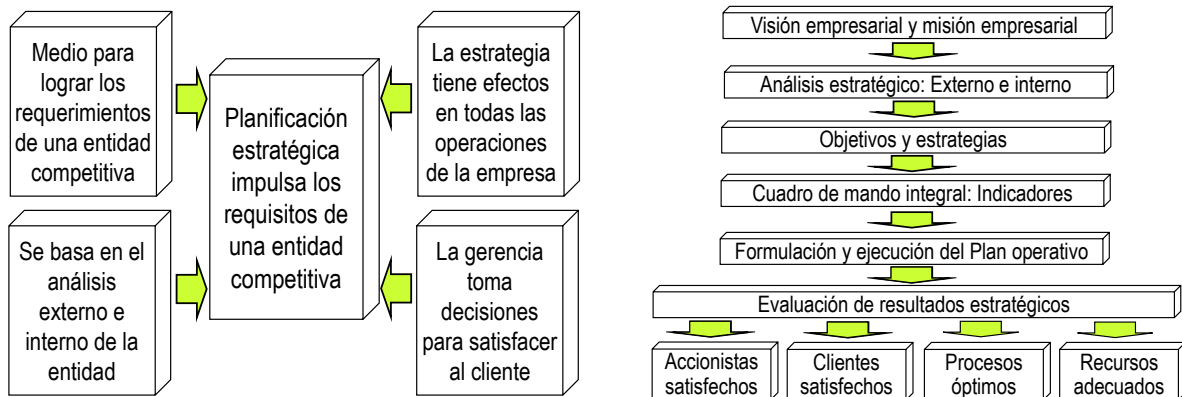 Medio para
lograr los
requerimientos
de una entidad
competitiva
Se basa en el
análisis
externo e
interno de la
entidad
Planificación
estratégica
impulsa los
requisitos de
una entidad
competitiva
La estrategia
tiene efectos
en todas las
operaciones
de la empresa
La gerencia
toma
decisiones
para satisfacer
al cliente
Visión empresarial y misión empresarial
Análisis estratégico: Externo e interno
Objetivos y estrategias
Cuadro de mando integral: Indicadores
Formulación y ejecución del Plan operativo
Evaluación de resultados estratégicos
Accionistas
satisfechos
Clientes
satisfechos
Procesos
óptimos
Recursos
adecuados